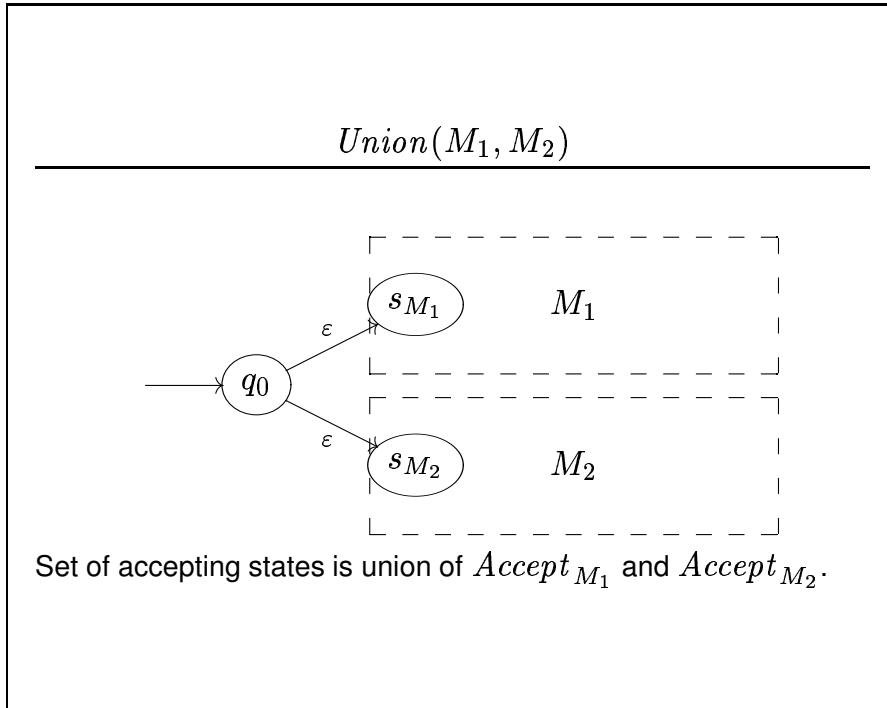 Union(M₁, M₂)
s_{M₁} M₁
ε
q₀
ε
s_{M₂} M₂
Set of accepting states is union of Accept_{M₁} and Accept_{M₂}.